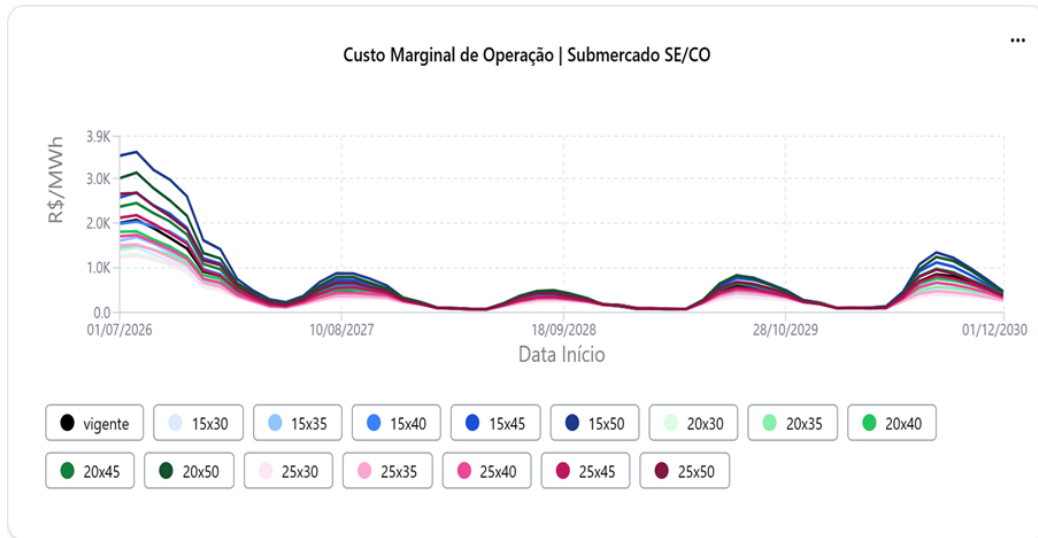 ...
Custo Marginal de Operação | Submercado SE/CO
R$/MWh
3.9K
3.0K
2.0K
1.0K
0.0
01/07/2026 10/08/2027 18/09/2028 28/10/2029 01/12/2030
Data Início
vigente 15x30 15x35 15x40 15x45 15x50 20x30 20x35 20x40
20x45 20x50 25x30 25x35 25x40 25x45 25x50